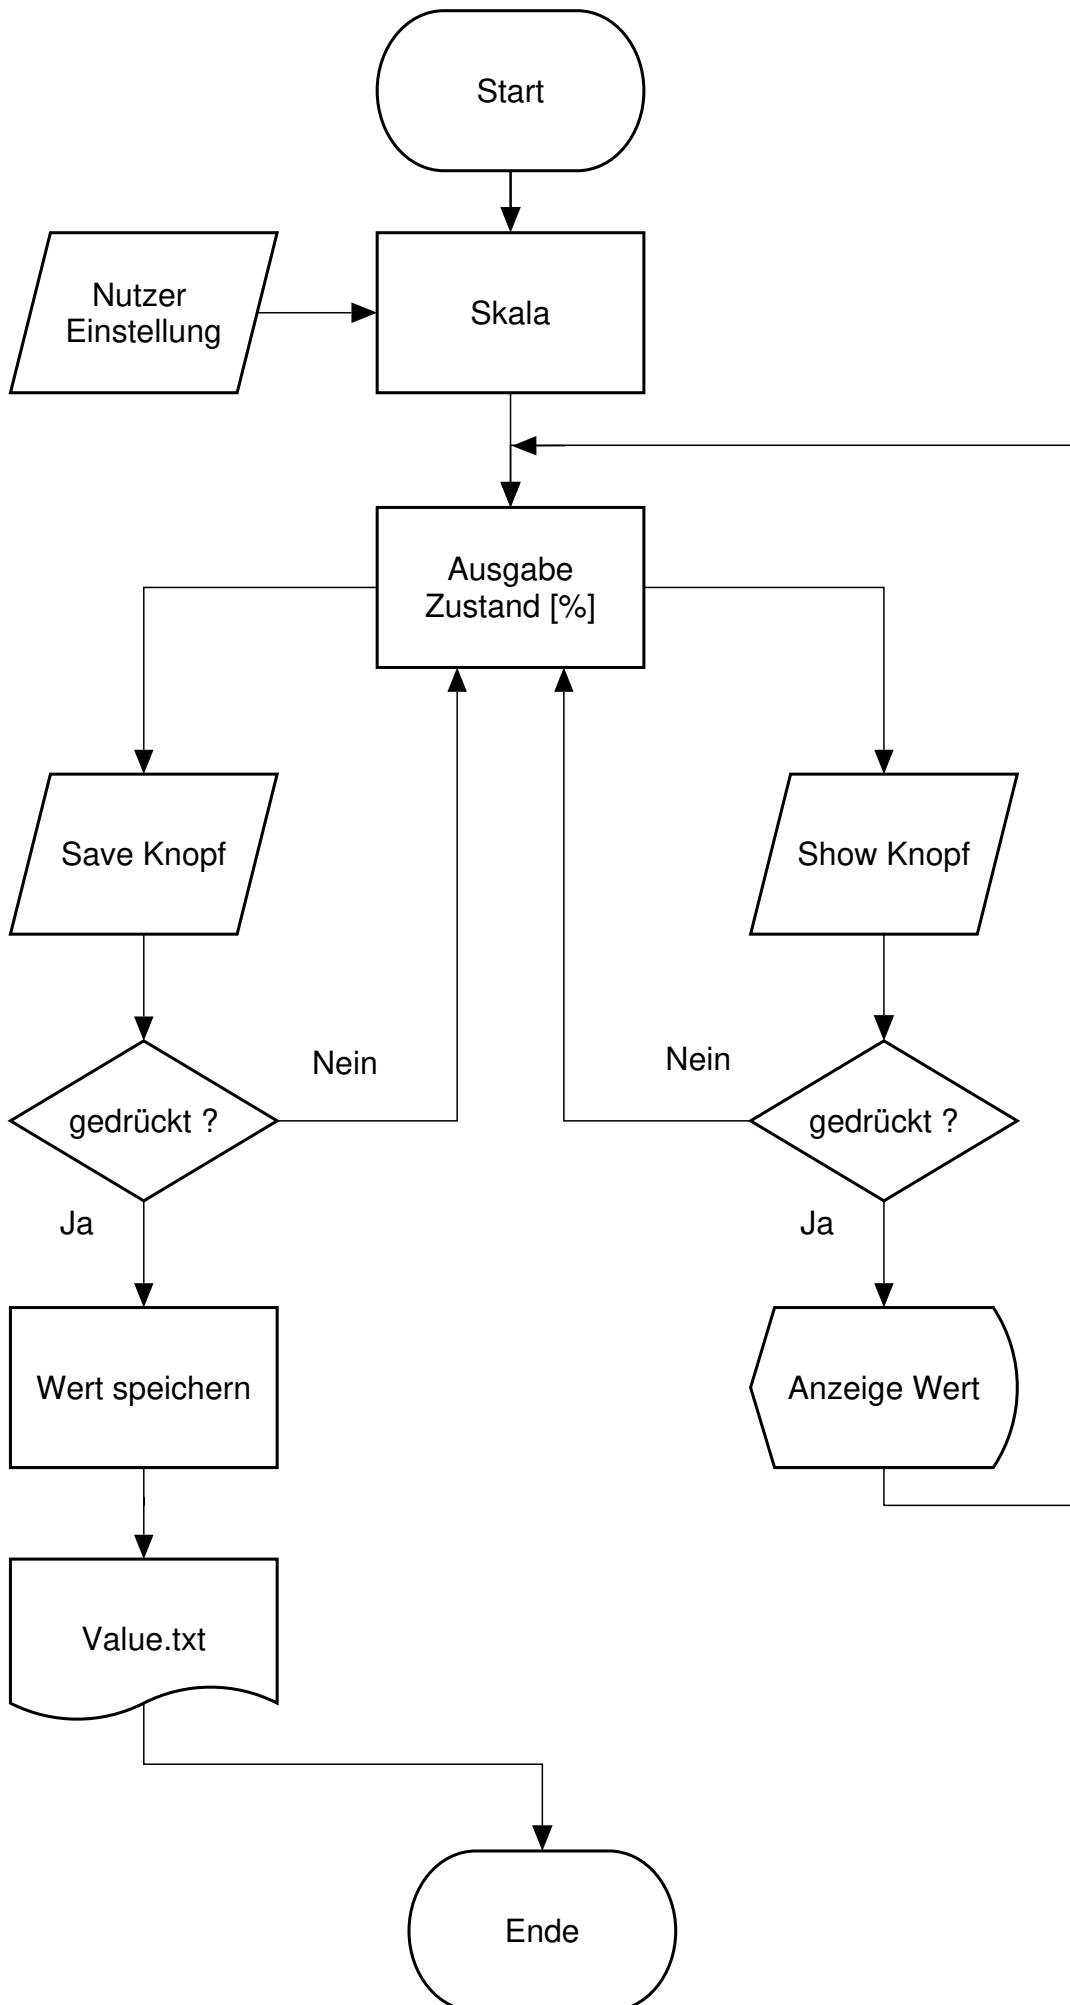 Start
Nutzer
Einstellung
Skala
Ausgabe
Zustand [%]
Save Knopf
Show Knopf
Nein
Nein
gedrückt ?
gedrückt ?
Ja
Ja
Wert speichern
Anzeige Wert
Value.txt
Ende